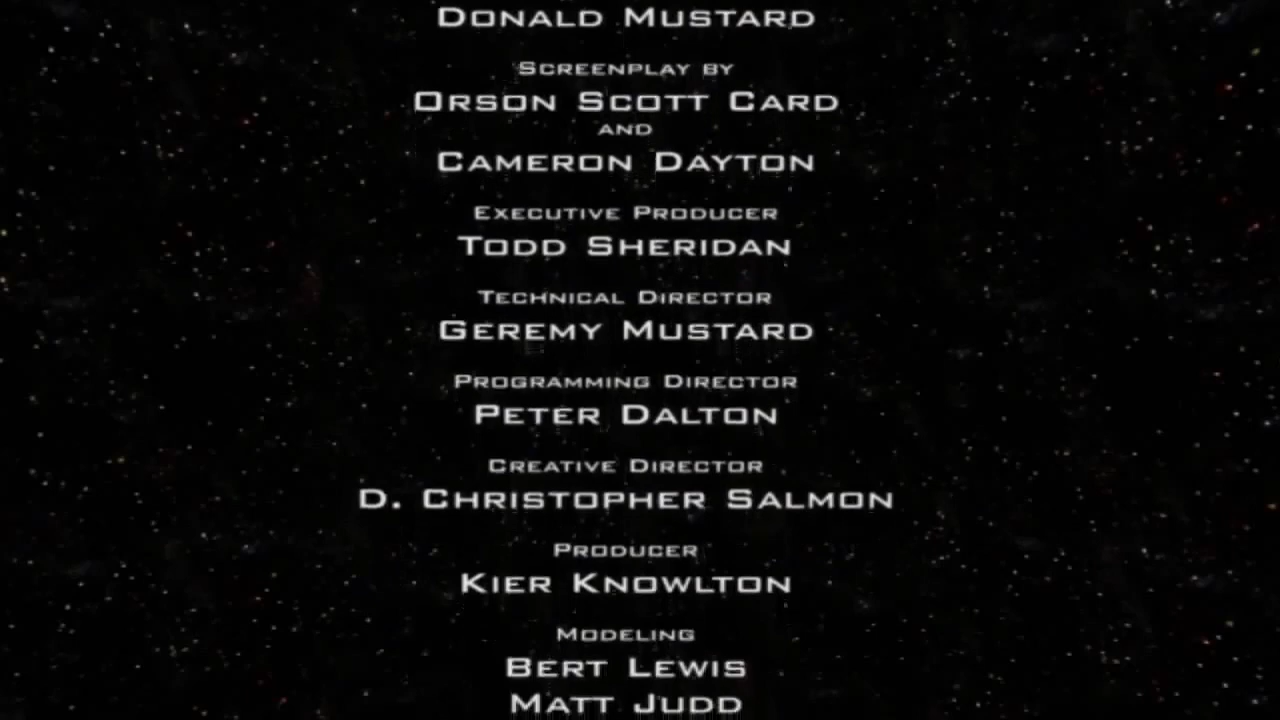 Donald Mustard
Screenplay by
Orson Scott Card
and
Cameron Dayton
Executive Producer
Todd Sheridan
Technical Director
Geremy Mustard
Programming Director
Peter Dalton
Creative Director
D. Christopher Salmon
Producer
Kier Knowlton
Modeling
Bert Lewis
Matt Judd